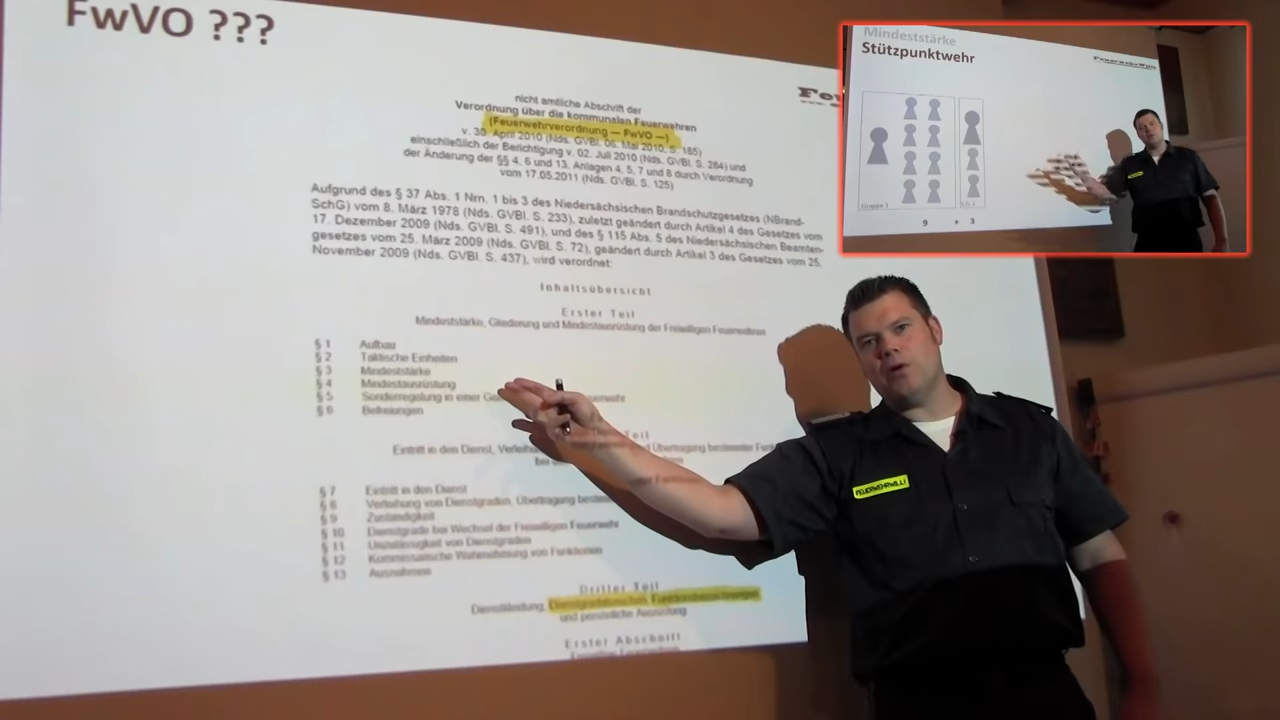 FwVO ???
nicht amtliche Abschrift der
Verordnung über die kommunalen Feuerwehren
(Feuerwehrverordnung — FwVO —)
v. 30. April 2010 (Nds. GVBl. 06. Mai 2010, S. 185)
einschließlich der Berichtigung v. 02. Juli 2010 (Nds. GVBl. S. 284) und
der Änderung der §§ 4, 6 und 13, Anlagen 4, 5, 7 und 8 durch Verordnung
vom 17.05.2011 (Nds. GVBl. S. 125)
Aufgrund des § 37 Abs. 1 Nrn. 1 bis 3 des Niedersächsischen Brandschutzgesetzes (NBrand-
SchG) vom 8. März 1978 (Nds. GVBl. S. 233), zuletzt geändert durch Artikel 4 des Gesetzes vom
17. Dezember 2009 (Nds. GVBl. S. 491), und des § 115 Abs. 5 des Niedersächsischen Beamten-
gesetzes vom 25. März 2009 (Nds. GVBl. S. 72), geändert durch Artikel 3 des Gesetzes vom 25.
November 2009 (Nds. GVBl. S. 437), wird verordnet:
Inhaltsübersicht
Erster Teil
Mindeststärke, Gliederung und Mindestausrüstung der Freiwilligen Feuerwehren
§ 1 Aufbau
§ 2 Taktische Einheiten
§ 3 Mindeststärke
§ 4 Mindestausrüstung
§ 5 Sonderregelung in einer
§ 6 Befreiungen
Teil
Eintritt in den Dienst, und Übertragung bestimmter
§ 7 Eintritt in den Dienst
§ 8 Verleihung von Dienstgraden, Übertragung
§ 9 Zuständigkeit
§ 10 Dienstgrade bei Wechsel der Freiwilligen Feuerwehr
§ 11 Unzulässigkeit von Dienstgraden
§ 12 Kommissarische Wahrnehmung von Funktionen
§ 13 Ausnahmen
Dritter Teil
Dienstkleidung, Dienstgradabzeichen, Funktionsbezeichnungen
und persönliche Ausrüstung
Erster Abschnitt
FEUERWEHRWILLI
Mindeststärke
Stützpunktwehr
FeuerwehrWilli
Gruppe 1
9 + 3